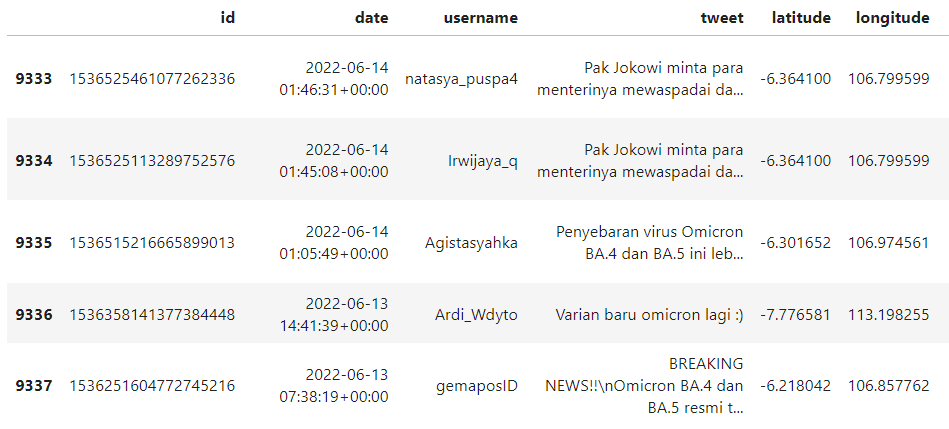 id date username tweet latitude longitude
9333 1536525461077262336 2022-06-14 01:46:31+00:00 natasya_puspa4 Pak Jokowi minta para menterinya mewaspadai da... -6.364100 106.799599
9334 1536525113289752576 2022-06-14 01:45:08+00:00 Irwijaya_q Pak Jokowi minta para menterinya mewaspadai da... -6.364100 106.799599
9335 1536515216665899013 2022-06-14 01:05:49+00:00 Agistasyahka Penyebaran virus Omicron BA.4 dan BA.5 ini leb... -6.301652 106.974561
9336 1536358141377384448 2022-06-13 14:41:39+00:00 Ardi_Wdyto Varian baru omicron lagi :) -7.776581 113.198255
9337 1536251604772745216 2022-06-13 07:38:19+00:00 gemaposID BREAKING NEWS!!\nOmicron BA.4 dan BA.5 resmi t... -6.218042 106.857762